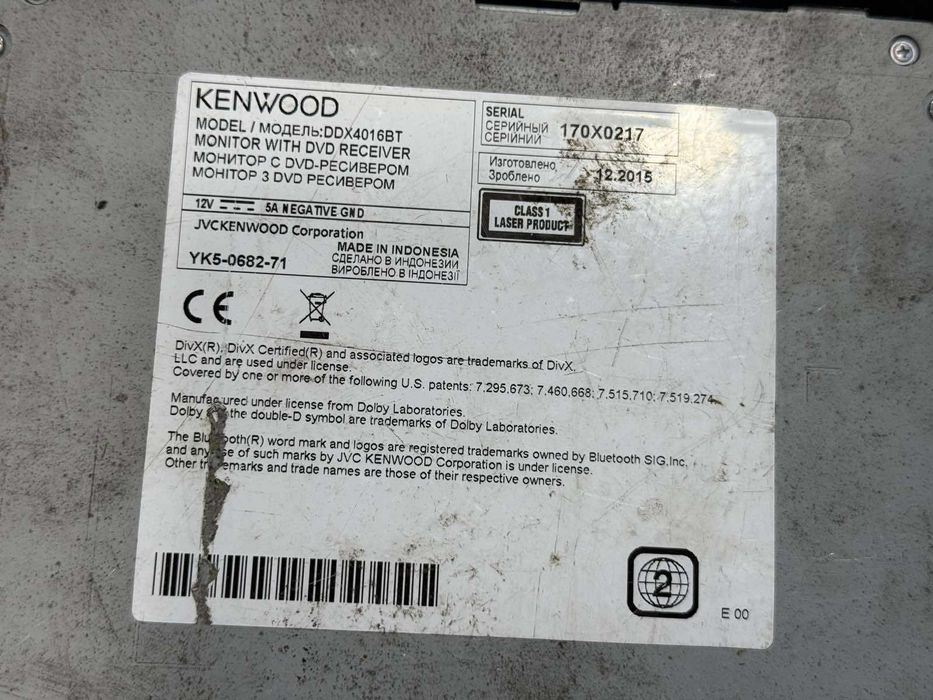 KENWOOD
MODEL / МОДЕЛЬ:DDX4016BT
MONITOR WITH DVD RECEIVER
МОНИТОР С DVD-РЕСИВЕРОМ
МОНІТОР З DVD РЕСИВЕРОМ
12V 5A NEGATIVE GND
JVCKENWOOD Corporation
MADE IN INDONESIA
СДЕЛАНО В ИНДОНЕЗИИ
YK5-0682-71
ВИРОБЛЕНО В ІНДОНЕЗІЇ
SERIAL
СЕРИЙНЫЙ
СЕРІЙНИЙ
170X0217
Изготовлено
Зроблено
12.2015
CLASS 1
LASER PRODUCT
CE
DivX(R), DivX Certified(R) and associated logos are trademarks of DivX,
LLC and are used under license.
Covered by one or more of the following U.S. patents: 7,295,673; 7,460,668; 7,515,710; 7,519,274
Manufactured under license from Dolby Laboratories.
Dolby and the double-D symbol are trademarks of Dolby Laboratories.
The Bluetooth(R) word mark and logos are registered trademarks owned by Bluetooth SIG,Inc.
and any use of such marks by JVC KENWOOD Corporation is under license.
Other trademarks and trade names are those of their respective owners.
2
E 00